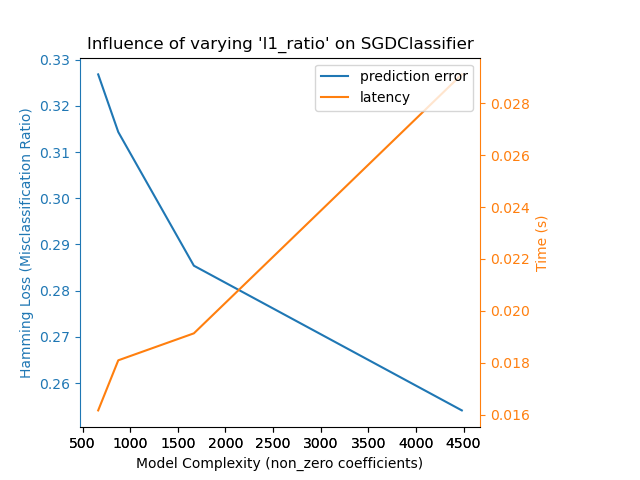 Influence of varying 'l1_ratio' on SGDClassifier
prediction error
latency
0.33
0.32
0.31
0.30
0.29
0.28
0.27
0.26
Hamming Loss (Misclassification Ratio)
0.028
0.026
0.024
0.022
0.020
0.018
0.016
Time (s)
500 1000 1500 2000 2500 3000 3500 4000 4500
Model Complexity (non_zero coefficients)